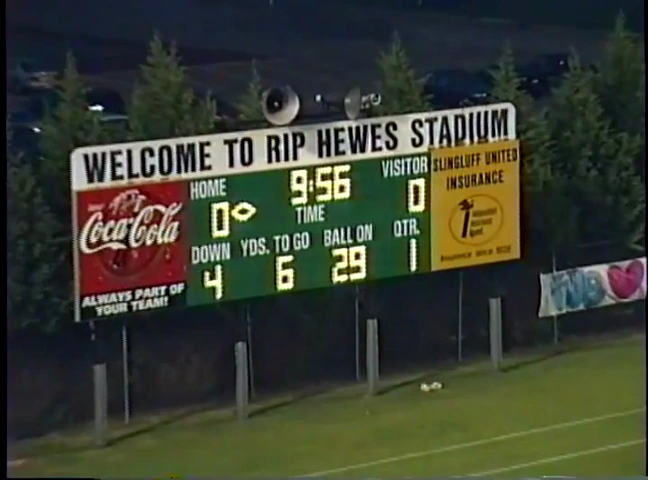 WELCOME TO RIP HEWES STADIUM
HOME 9:56 VISITOR
0 TIME 0
DOWN YDS. TO GO BALL ON QTR.
4 6 29 1
Coca-Cola
ALWAYS PART OF
YOUR TEAM!
SLINGLUFF UNITED
INSURANCE